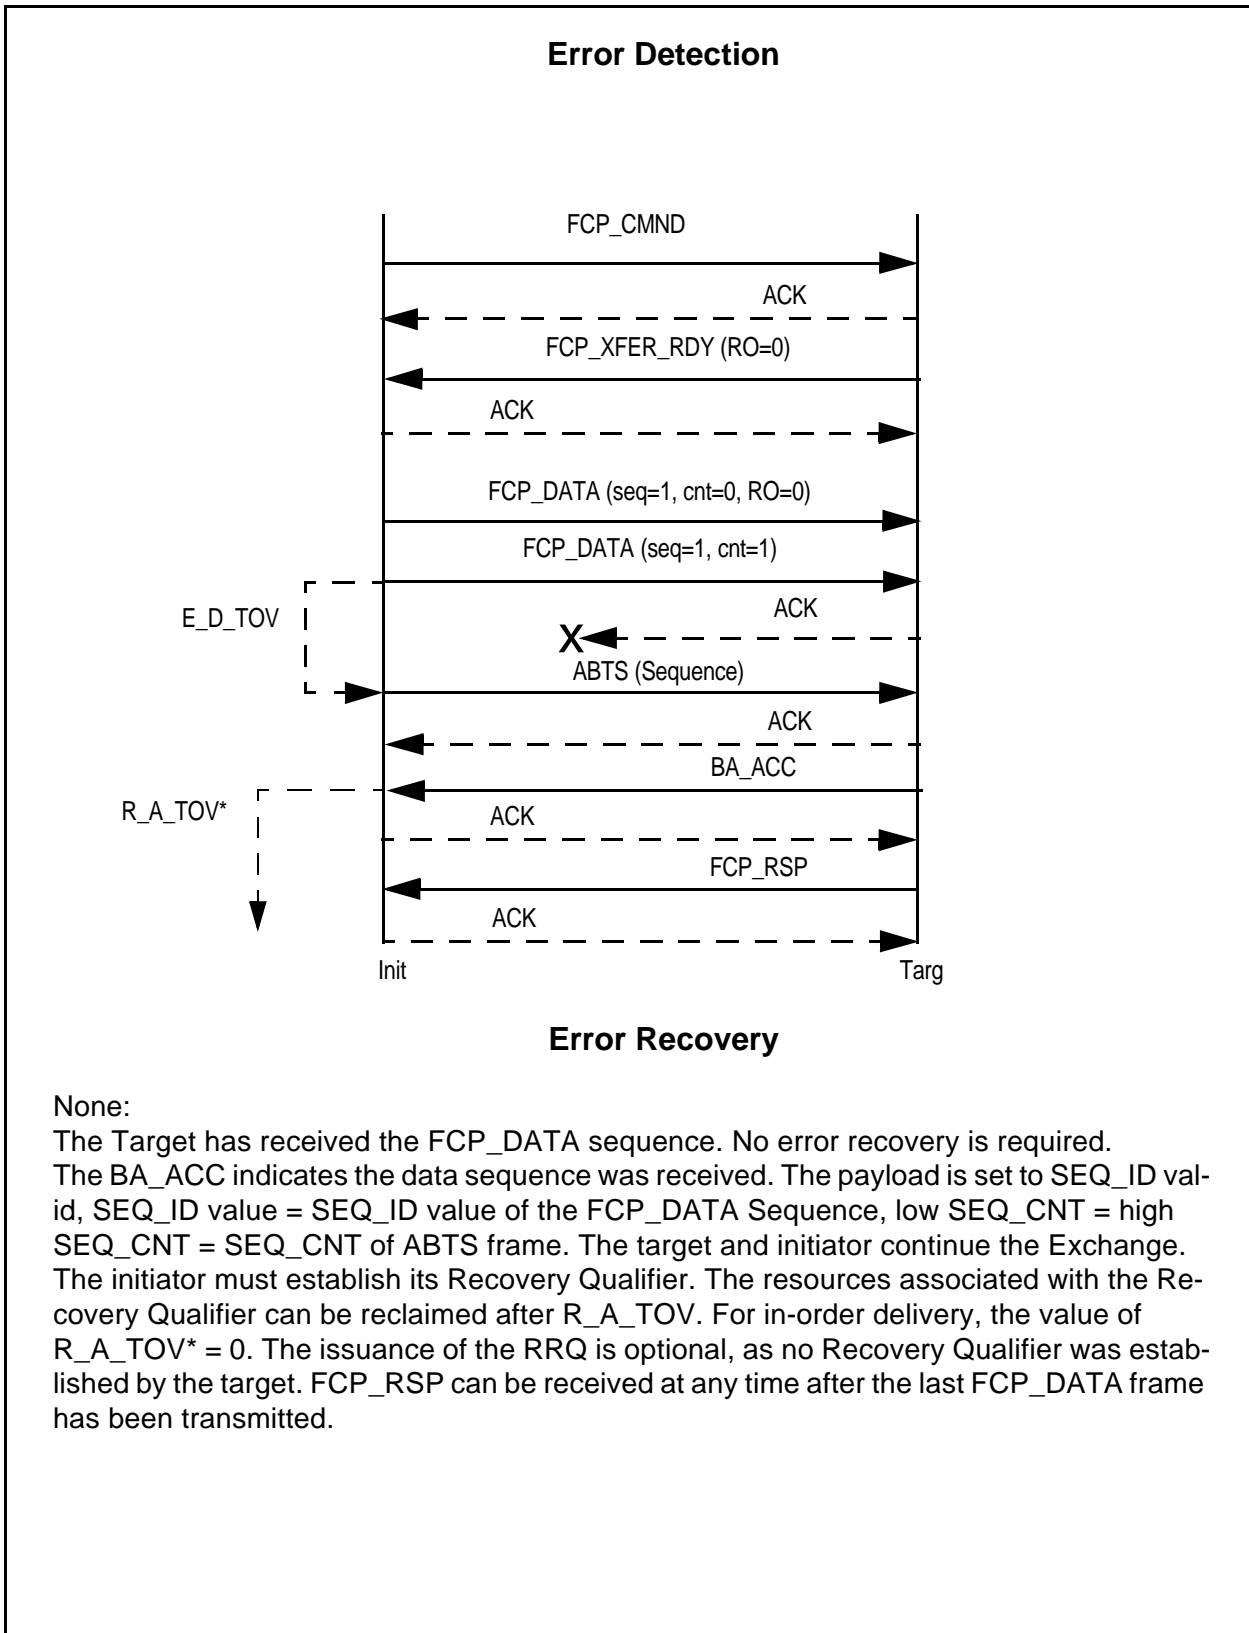 Error Detection
FCP_CMND
ACK
FCP_XFER_RDY (RO=0)
ACK
FCP_DATA (seq=1, cnt=0, RO=0)
FCP_DATA (seq=1, cnt=1)
E_D_TOV
ACK
X
ABTS (Sequence)
ACK
BA_ACC
R_A_TOV*
ACK
FCP_RSP
ACK
Init
Targ
Error Recovery
None:
The Target has received the FCP_DATA sequence. No error recovery is required.
The BA_ACC indicates the data sequence was received. The payload is set to SEQ_ID val-
id, SEQ_ID value = SEQ_ID value of the FCP_DATA Sequence, low SEQ_CNT = high
SEQ_CNT = SEQ_CNT of ABTS frame. The target and initiator continue the Exchange.
The initiator must establish its Recovery Qualifier. The resources associated with the Re-
covery Qualifier can be reclaimed after R_A_TOV. For in-order delivery, the value of
R_A_TOV* = 0. The issuance of the RRQ is optional, as no Recovery Qualifier was estab-
lished by the target. FCP_RSP can be received at any time after the last FCP_DATA frame
has been transmitted.